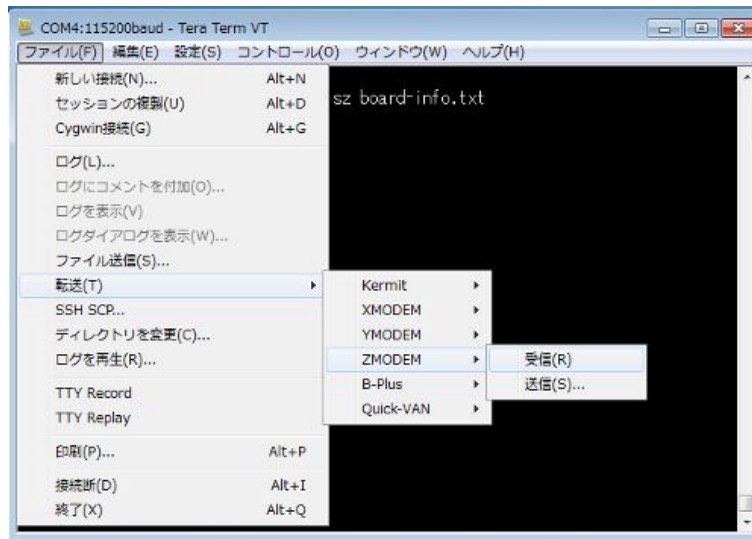 COM4:115200baud - Tera Term VT
ファイル(F) 編集(E) 設定(S) コントロール(O) ウィンドウ(W) ヘルプ(H)
新しい接続(N)... Alt+N
セッションの複製(U) Alt+D
sz board-info.txt
Cygwin接続(G) Alt+G
ログ(L)...
ログにコメントを付加(O)...
ログを表示(V)
ログダイアログを表示(W)...
ファイル送信(S)...
転送(T)
SSH SCP...
ディレクトリを変更(C)...
ログを再生(R)...
TTY Record
TTY Replay
印刷(P)... Alt+P
接続断(D) Alt+I
終了(X) Alt+Q
Kermit
XMODEM
YMODEM
ZMODEM
B-Plus
Quick-VAN
受信(R)
送信(S)...